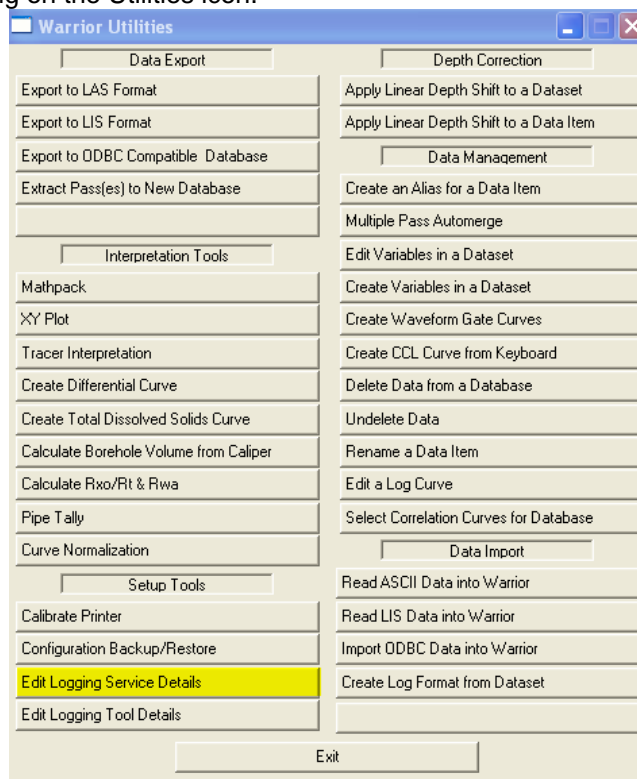 ng on the Utilities icon.
Warrior Utilities
Data Export
Export to LAS Format
Export to LIS Format
Export to ODBC Compatible Database
Extract Pass(es) to New Database
Interpretation Tools
Mathpack
XY Plot
Tracer Interpretation
Create Differential Curve
Create Total Dissolved Solids Curve
Calculate Borehole Volume from Caliper
Calculate Rxo/Rt & Rwa
Pipe Tally
Curve Normalization
Setup Tools
Calibrate Printer
Configuration Backup/Restore
Edit Logging Service Details
Edit Logging Tool Details
Depth Correction
Apply Linear Depth Shift to a Dataset
Apply Linear Depth Shift to a Data Item
Data Management
Create an Alias for a Data Item
Multiple Pass Automerge
Edit Variables in a Dataset
Create Variables in a Dataset
Create Waveform Gate Curves
Create CCL Curve from Keyboard
Delete Data from a Database
Undelete Data
Rename a Data Item
Edit a Log Curve
Select Correlation Curves for Database
Data Import
Read ASCII Data into Warrior
Read LIS Data into Warrior
Import ODBC Data into Warrior
Create Log Format from Dataset
Exit